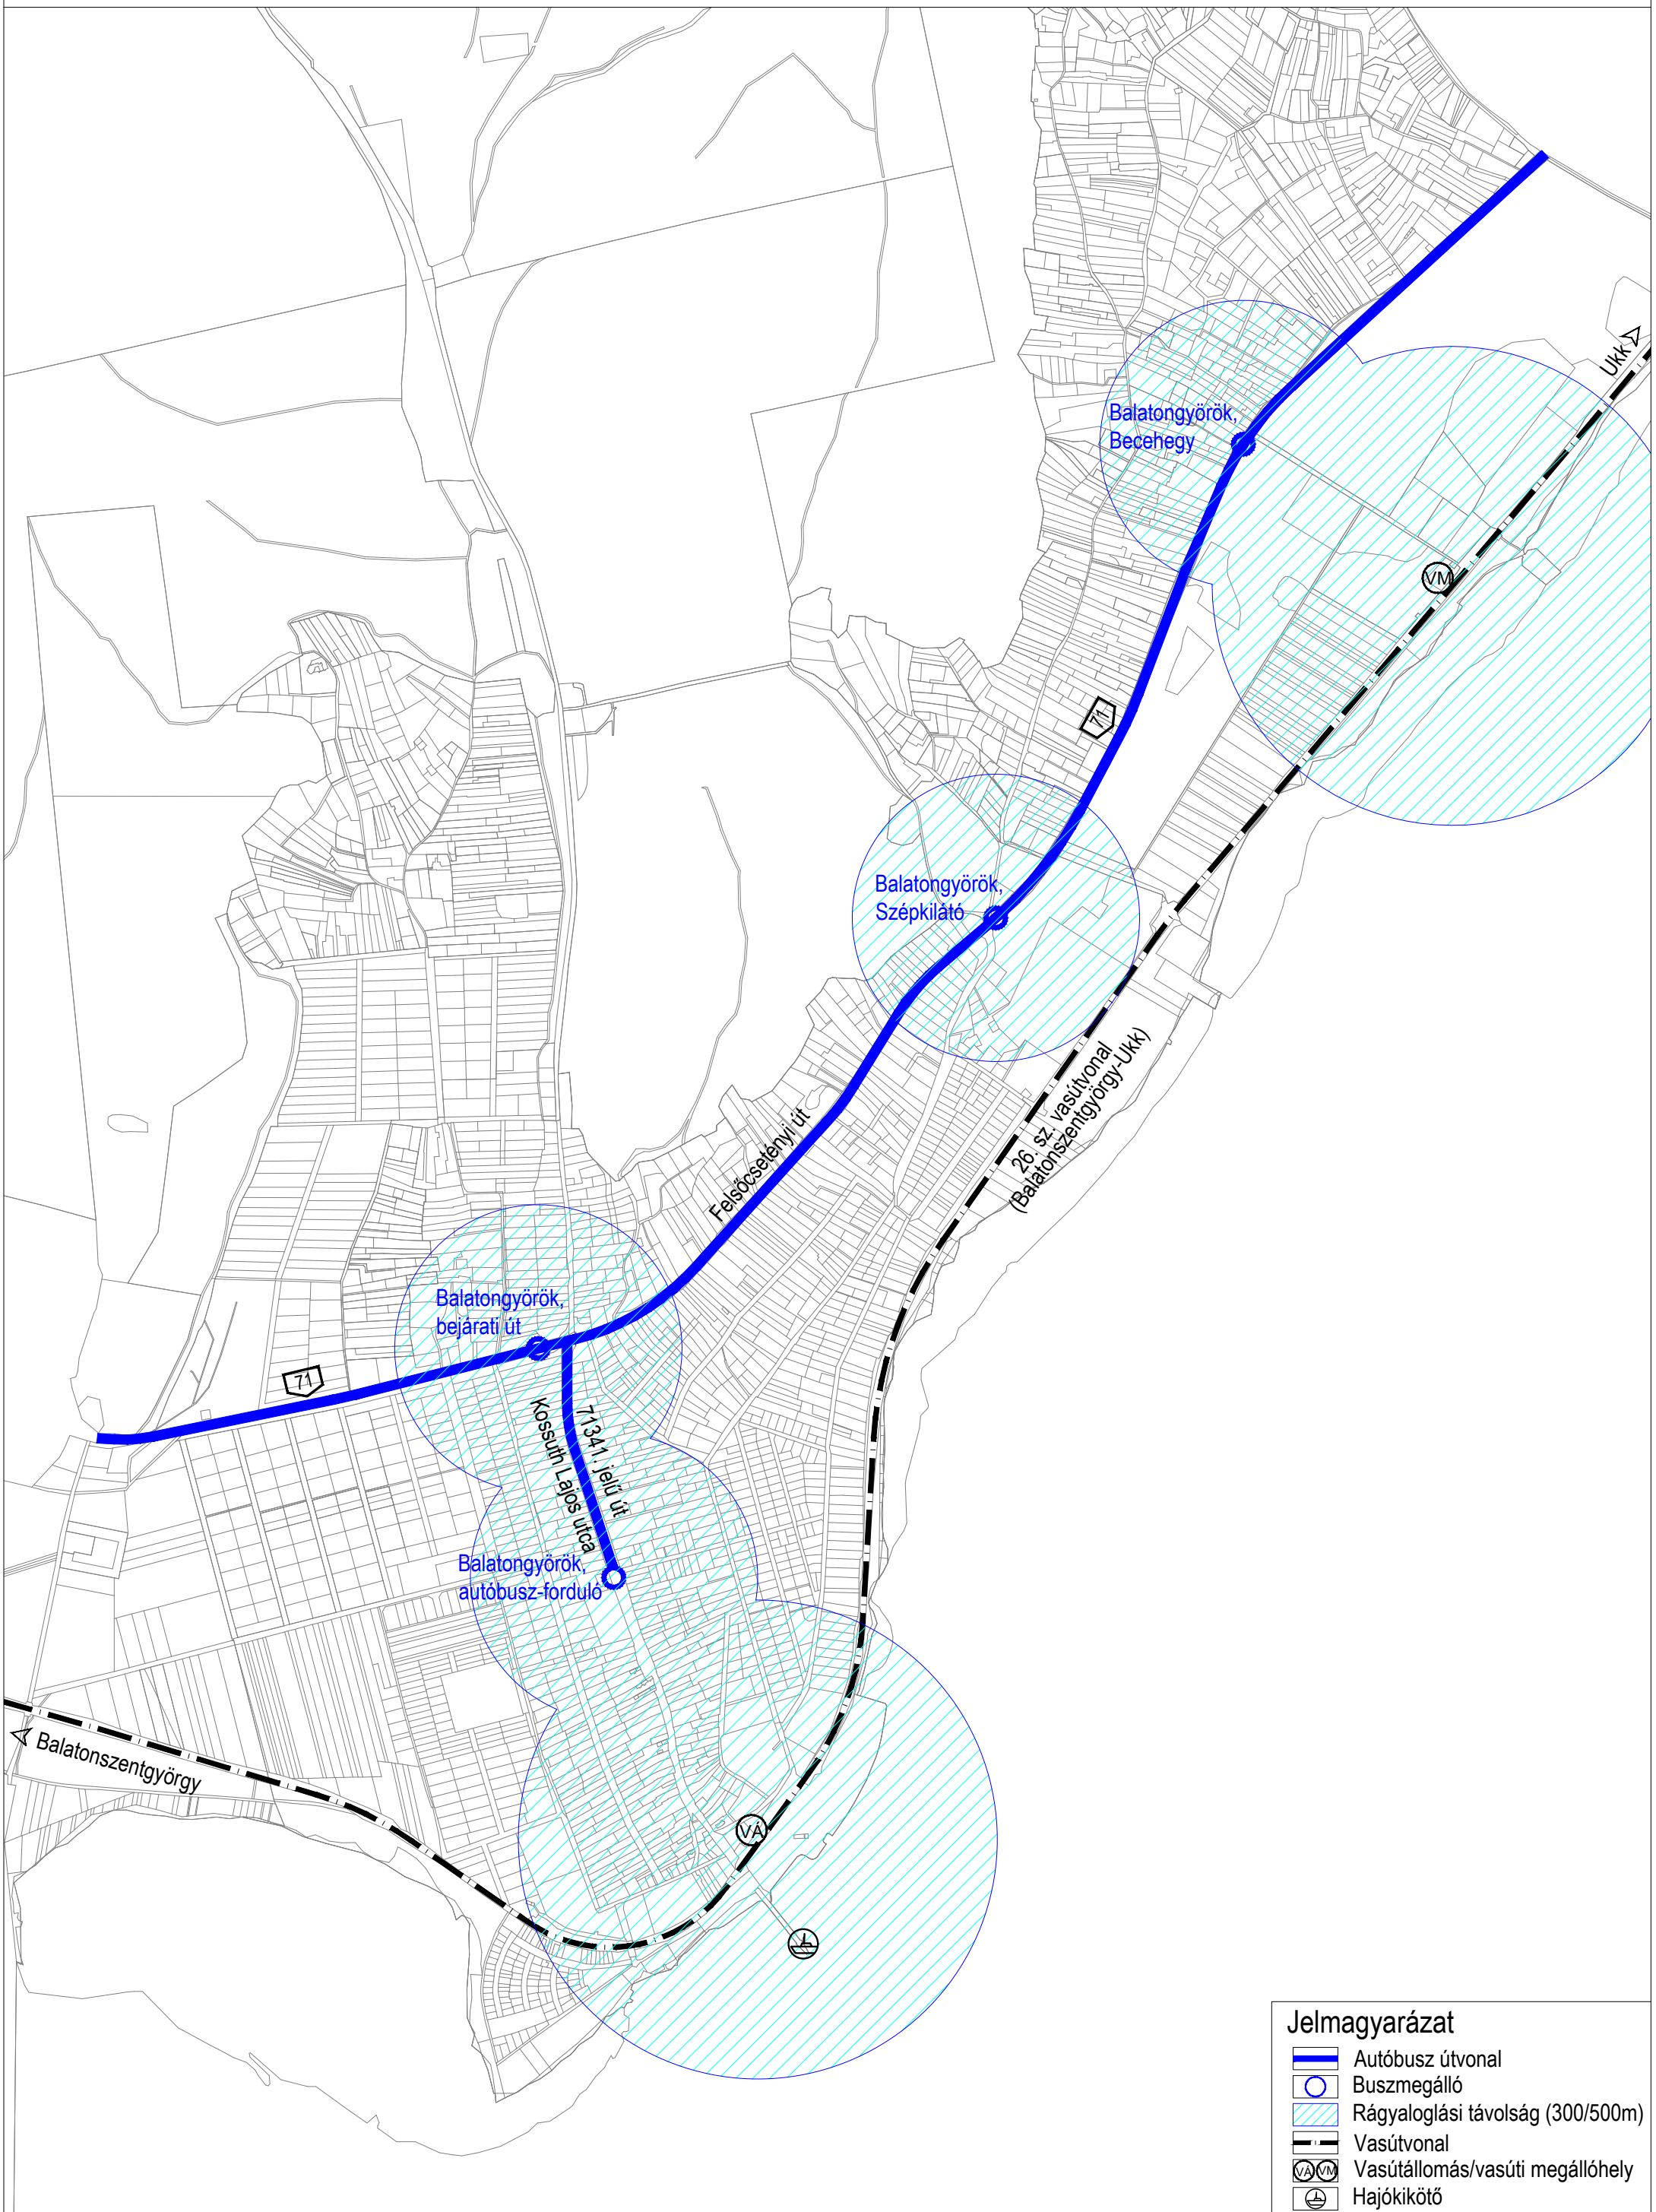 Ukk
Balatongyörök,
Becehegy
VM
71
Balatongyörök,
Szépkilátó
26. sz. vasútvonal
(Balatonszentgyörgy-Ukk)
Felsőcsetényi út
Balatongyörök,
bejárati út
71
71341. jelű út
Kossuth Lajos utca
Balatongyörök,
autóbusz-forduló
Balatonszentgyörgy
VÁ
Jelmagyarázat
Autóbusz útvonal
Buszmegálló
Rágyaloglási távolság (300/500m)
Vasútvonal
VÁ VM Vasútállomás/vasúti megállóhely
Hajókikötő